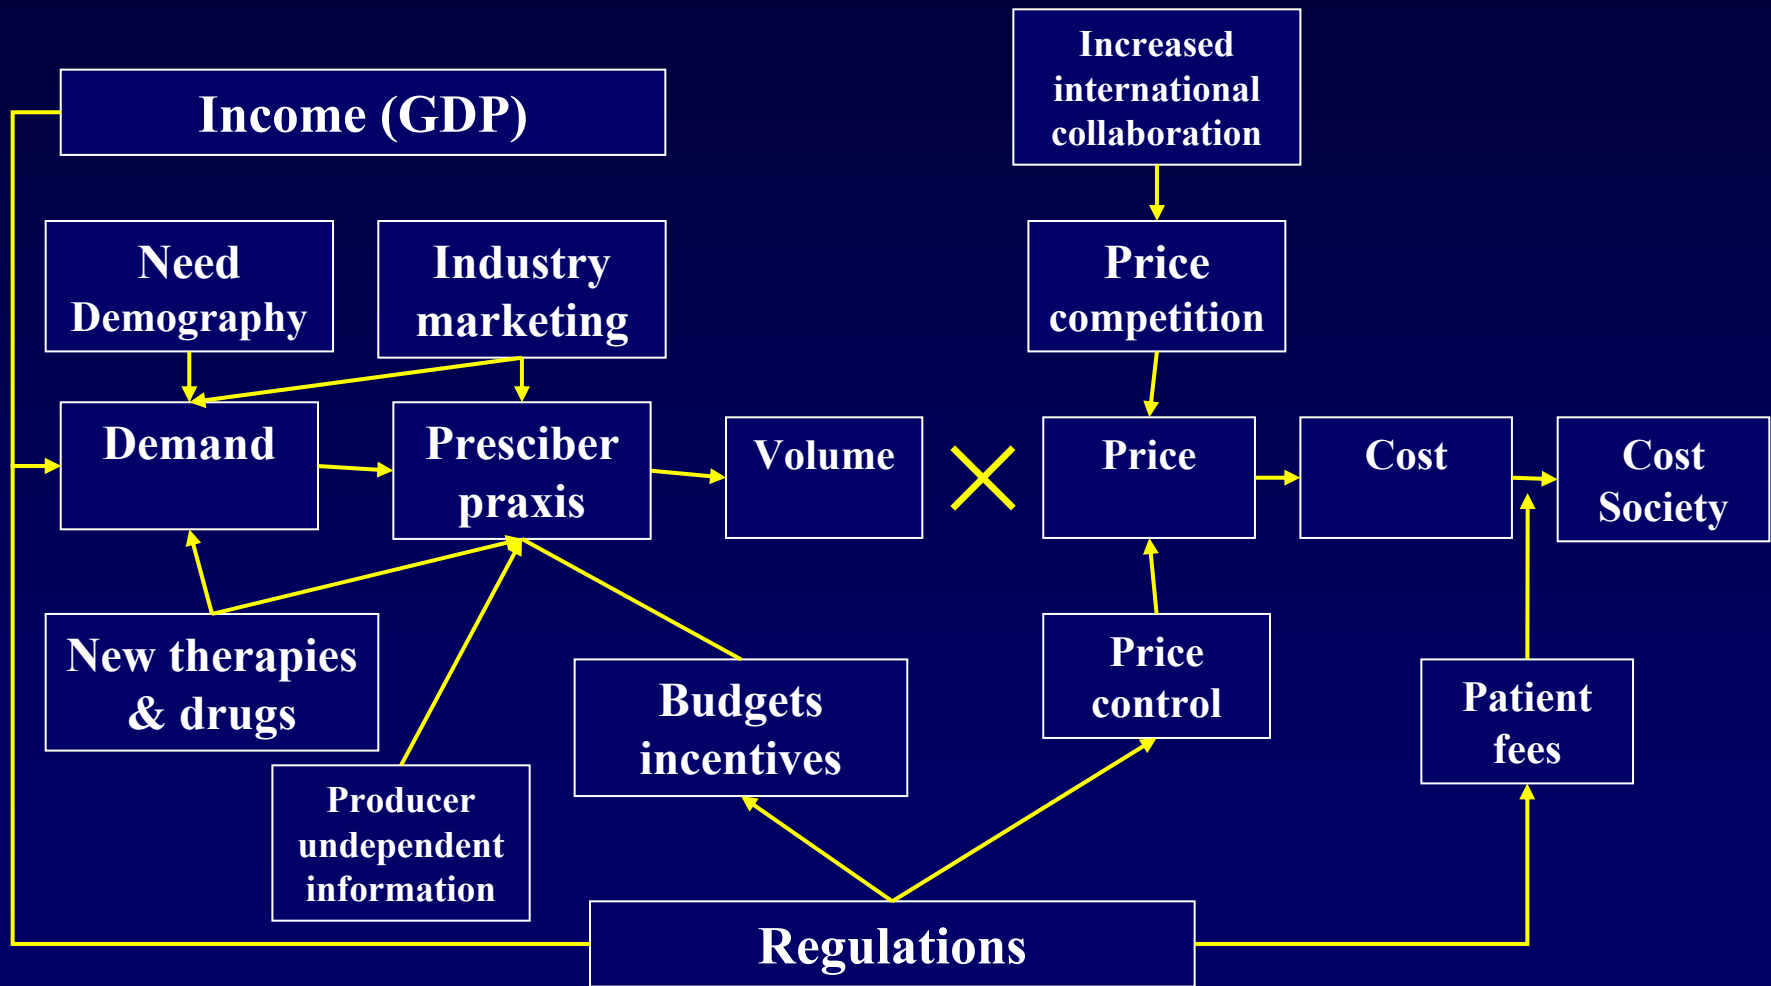 Increased
international
collaboration
Income (GDP)
Need
Demography
Industry
marketing
Price
competition
Demand
Presciber
praxis
Volume
Price
Cost
Cost
Society
New therapies
& drugs
Budgets
incentives
Price
control
Patient
fees
Producer
undependent
information
Regulations